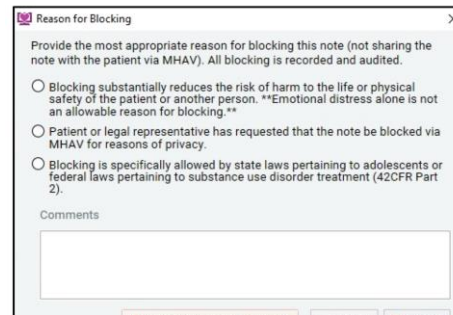 Reason for Blocking
Provide the most appropriate reason for blocking this note (not sharing the
note with the patient via MHAV). All blocking is recorded and audited.
Blocking substantially reduces the risk of harm to the life or physical
safety of the patient or another person. **Emotional distress alone is not
an allowable reason for blocking.**
Patient or legal representative has requested that the note be blocked via
MHAV for reasons of privacy.
Blocking is specifically allowed by state laws pertaining to adolescents or
federal laws pertaining to substance use disorder treatment (42CFR Part
2).
Comments